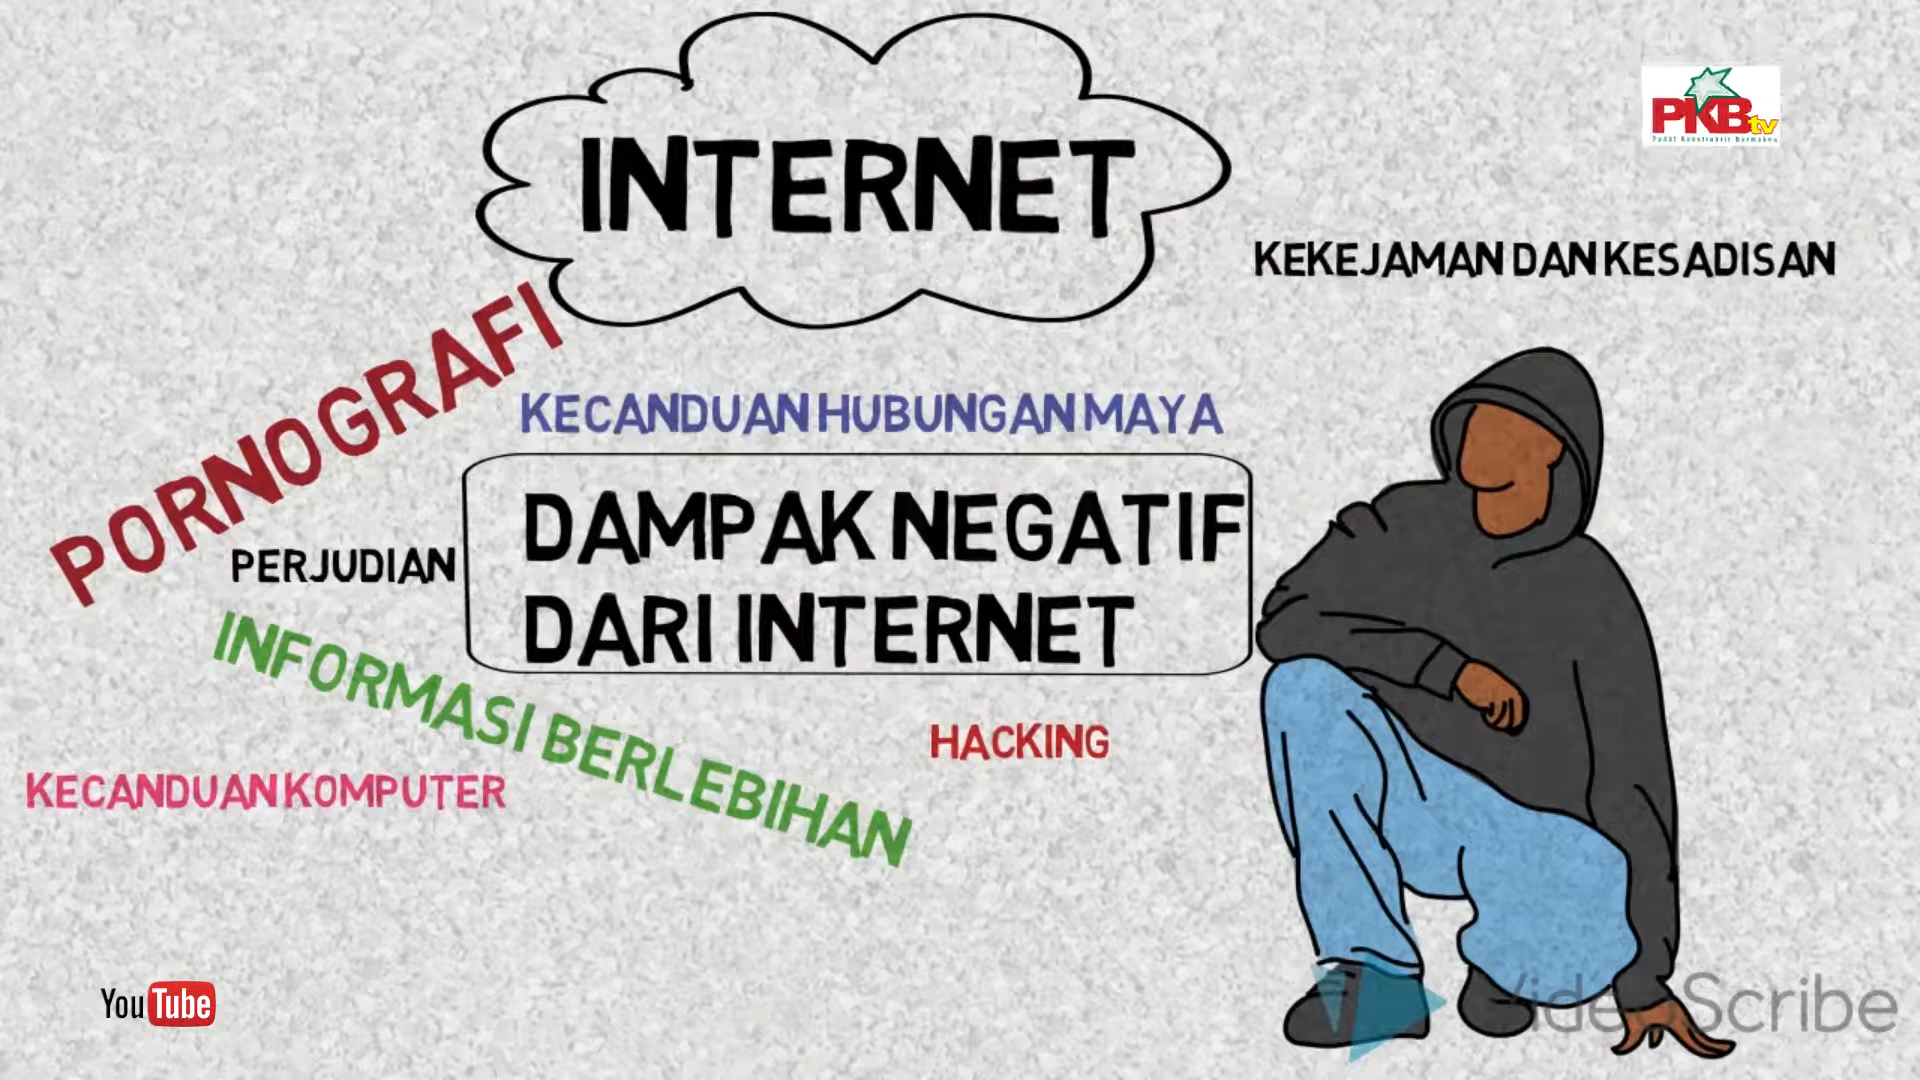 INTERNET
PKBtv
KEKEJAMAN DAN KESADISAN
PORNOGRAFI
KECANDUAN HUBUNGAN MAYA
DAMPAK NEGATIF
DARI INTERNET
PERJUDIAN
INFORMASI BERLEBIHAN
HACKING
KECANDUAN KOMPUTER
YouTube
VideoScribe